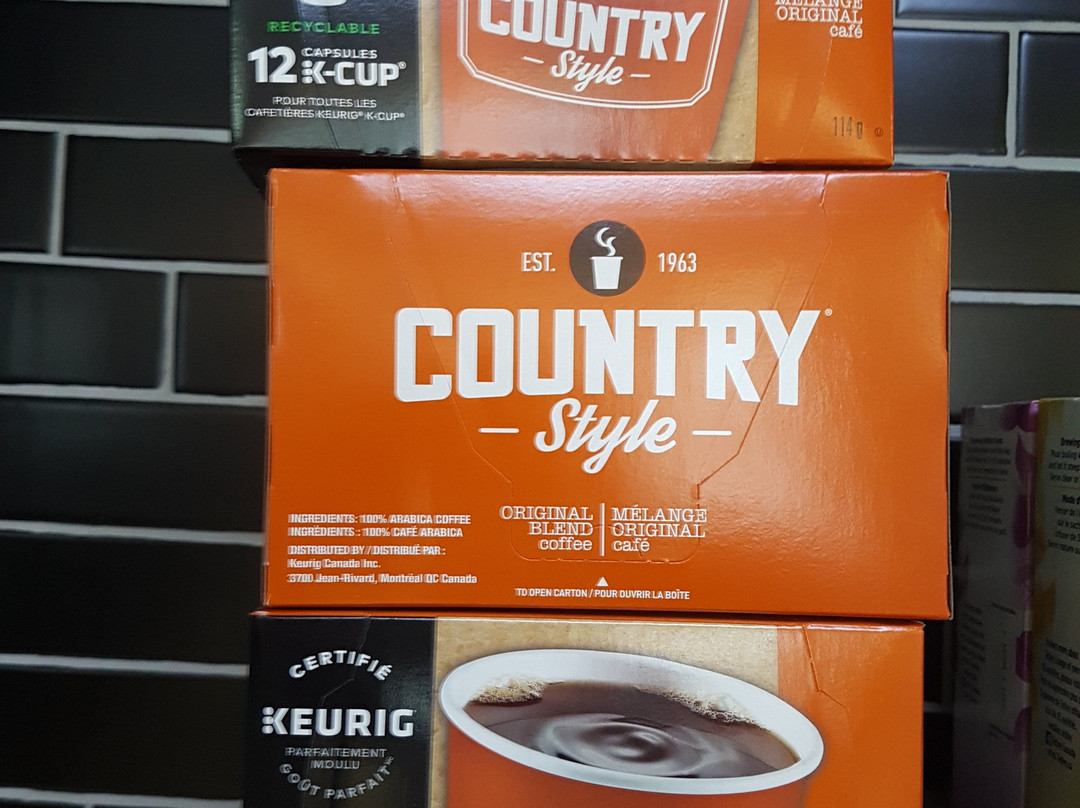 RECYCLABLE
12 CAPSULES
K-CUP®
POUR TOUTES LES
CAFETIÈRES KEURIG® K-CUP®
COUNTRY
Style
MÉLANGE
ORIGINAL
café
114 g
EST. 1963
COUNTRY®
Style
ORIGINAL
BLEND
coffee
MÉLANGE
ORIGINAL
café
INGREDIENTS: 100% ARABICA COFFEE
INGRÉDIENTS : 100% CAFÉ ARABICA
DISTRIBUTED BY / DISTRIBUÉ PAR :
Keurig Canada Inc.
3700 Jean-Rivard, Montréal QC Canada
TO OPEN CARTON / POUR OUVRIR LA BOÎTE
CERTIFIÉ
KEURIG
PARFAITEMENT
MOULU
GOÛT PARFAIT